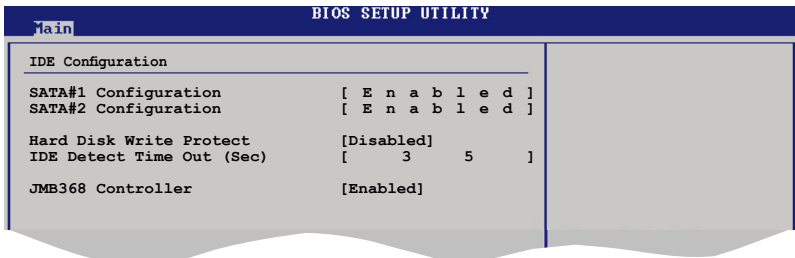 BIOS SETUP UTILITY
Main
IDE Configuration
SATA#1 Configuration [ E n a b l e d ]
SATA#2 Configuration [ E n a b l e d ]
Hard Disk Write Protect [Disabled]
IDE Detect Time Out (Sec) [ 3 5 ]
JMB368 Controller [Enabled]